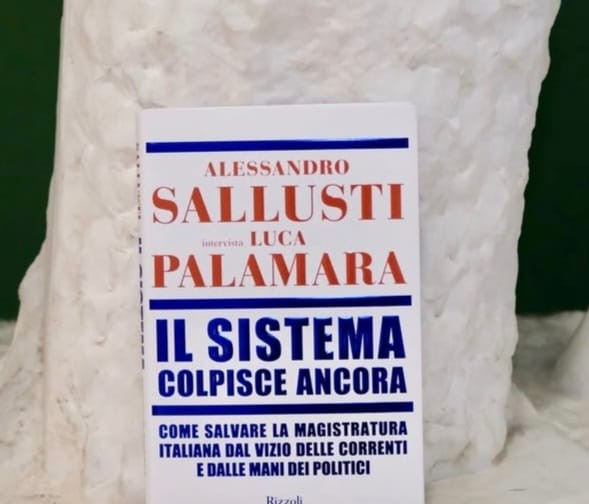 ALESSANDRO
SALLUSTI
intervista LUCA
PALAMARA
IL SISTEMA
COLPISCE ANCORA
COME SALVARE LA MAGISTRATURA
ITALIANA DAL VIZIO DELLE CORRENTI
E DALLE MANI DEI POLITICI
Rizzoli